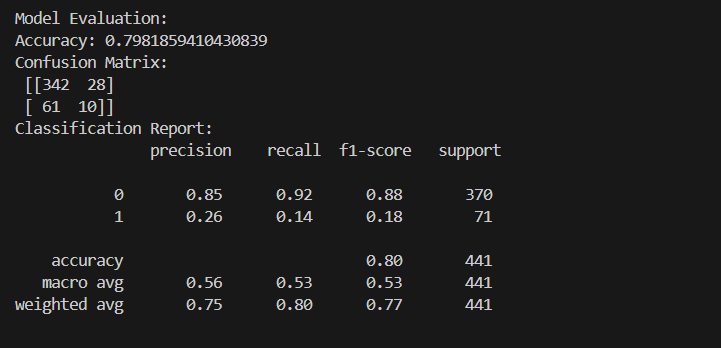 Model Evaluation:
Accuracy: 0.7981859410430839
Confusion Matrix:
 [[342  28]
 [ 61  10]]
Classification Report:
              precision    recall  f1-score   support

           0       0.85      0.92      0.88       370
           1       0.26      0.14      0.18        71

    accuracy                           0.80       441
   macro avg       0.56      0.53      0.53       441
weighted avg       0.75      0.80      0.77       441